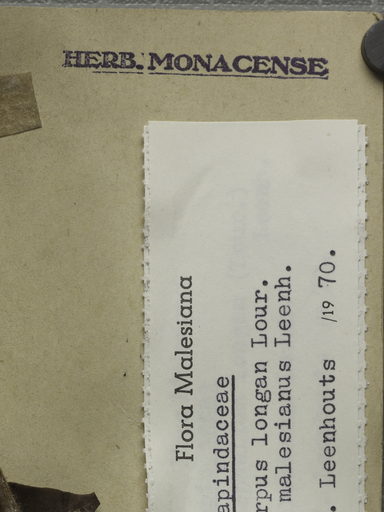 HERB. MONACENSE
Flora Malesiana
apindaceae
rpus longan Lour.
malesianus Leenh.
. Leenhouts /19 70.